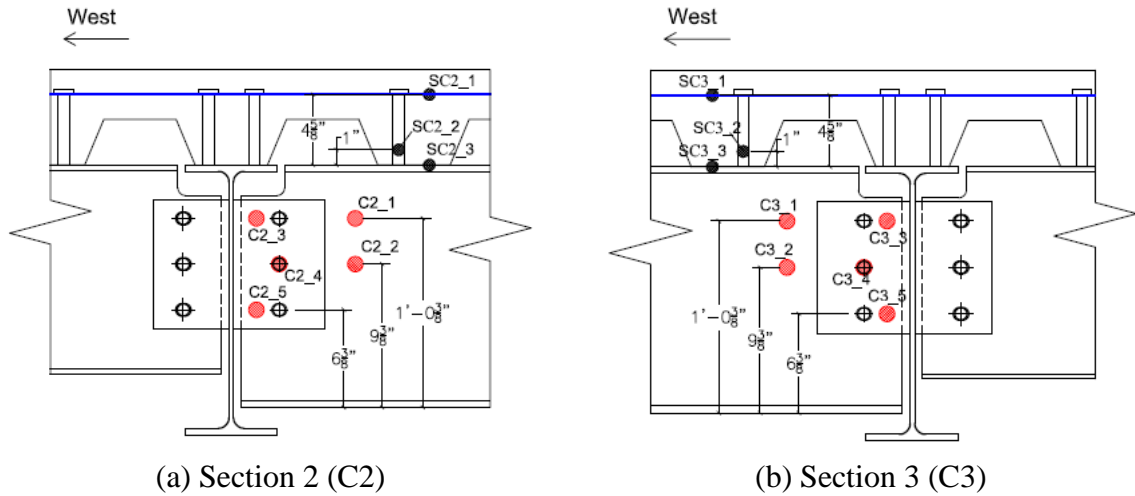 West
SC2_1
4⅝"
1"
SC2_2
SC2_3
C2_1
C2_3
C2_2
C2_4
C2_5
1'-0⅜"
9⅜"
6⅜"
(a) Section 2 (C2)
West
SC3_1
4⅝"
SC3_2
1"
SC3_3
C3_1
C3_3
C3_2
C3_4
C3_5
1'-0⅜"
9⅜"
6⅜"
(b) Section 3 (C3)